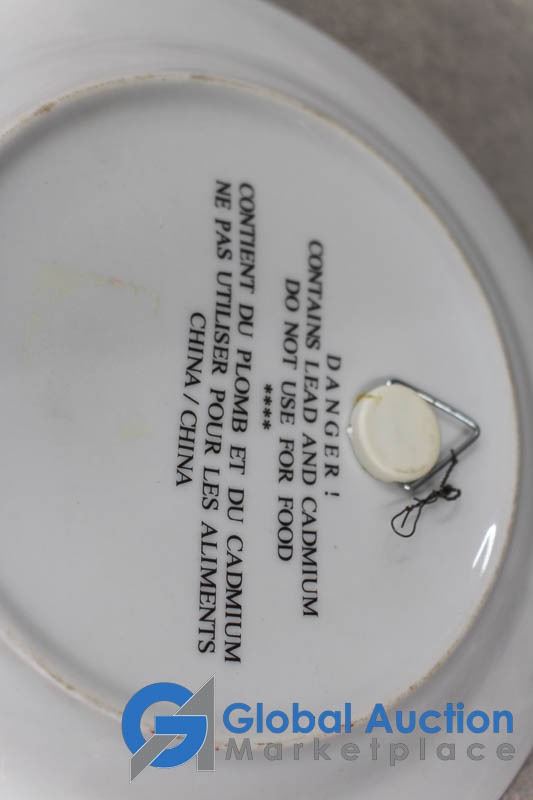 DANGER !
CONTAINS LEAD AND CADMIUM
DO NOT USE FOR FOOD
****
CONTIENT DU PLOMB ET DU CADMIUM
NE PAS UTILISER POUR LES ALIMENTS
CHINA / CHINA
Global Auction
Marketplace